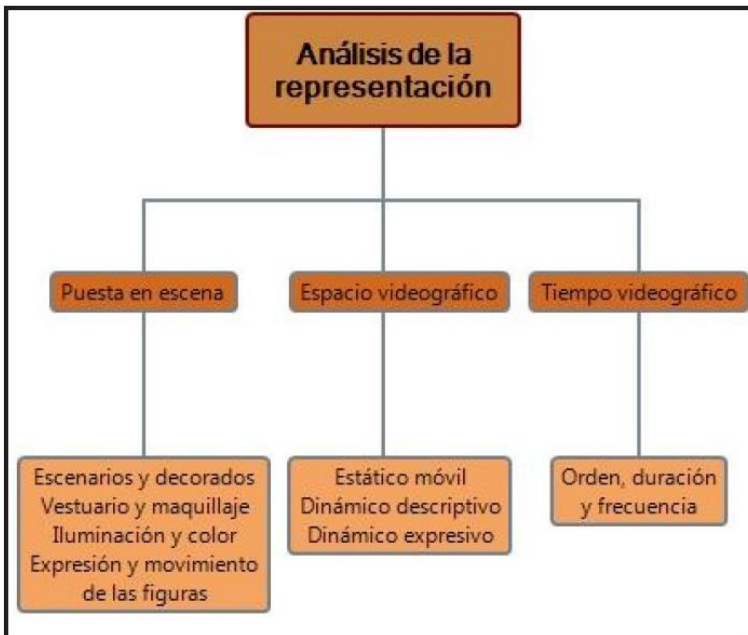 Análisis de la
representación
Puesta en escena
Espacio videográfico
Tiempo videográfico
Escenarios y decorados
Vestuario y maquillaje
Iluminación y color
Expresión y movimiento
de las figuras
Estático móvil
Dinámico descriptivo
Dinámico expresivo
Orden, duración
y frecuencia